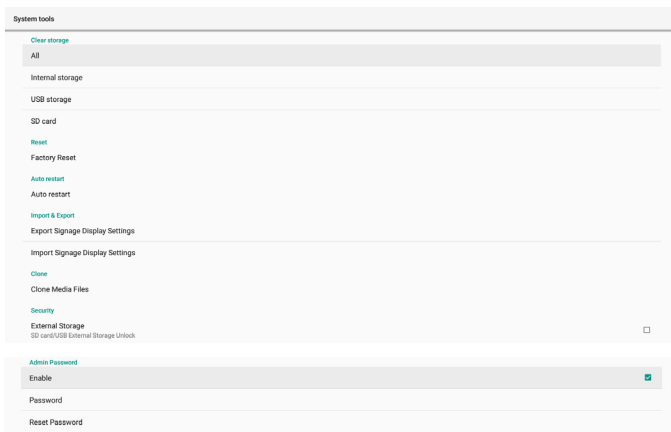 System tools
Clear storage
All
Internal storage
USB storage
SD card
Reset
Factory Reset
Auto restart
Auto restart
Import & Export
Export Signage Display Settings
Import Signage Display Settings
Clone
Clone Media Files
Security
External Storage
SD card/USB External Storage Unlock
Admin Password
Enable
Password
Reset Password